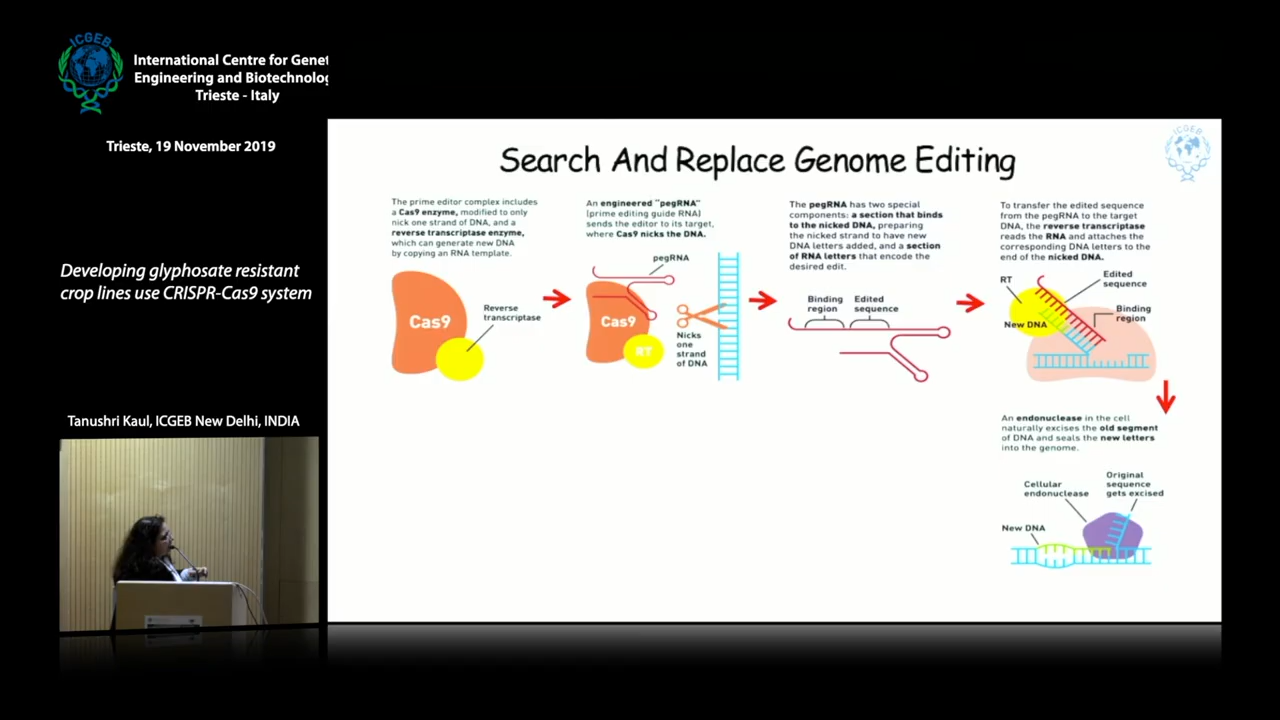 ICGEB
International Centre for Genet
Engineering and Biotechnolog
Trieste - Italy
Trieste, 19 November 2019
Developing glyphosate resistant
crop lines use CRISPR-Cas9 system
Tanushri Kaul, ICGEB New Delhi, INDIA
Search And Replace Genome Editing
ICGEB
The prime editor complex includes
a Cas9 enzyme, modified to only
nick one strand of DNA, and a
reverse transcriptase enzyme,
which can generate new DNA
by copying an RNA template.
Cas9
Reverse
transcriptase
An engineered "pegRNA"
(prime editing guide RNA)
sends the editor to its target,
where Cas9 nicks the DNA.
pegRNA
Cas9
RT
Nicks
one
strand
of DNA
The pegRNA has two special
components: a section that binds
to the nicked DNA, preparing
the nicked strand to have new
DNA letters added, and a section
of RNA letters that encode the
desired edit.
Binding
region
Edited
sequence
To transfer the edited sequence
from the pegRNA to the target
DNA, the reverse transcriptase
reads the RNA and attaches the
corresponding DNA letters to the
end of the nicked DNA.
RT
Edited
sequence
New DNA
Binding
region
An endonuclease in the cell
naturally excises the old segment
of DNA and seals the new letters
into the genome.
Cellular
endonuclease
Original
sequence
gets excised
New DNA